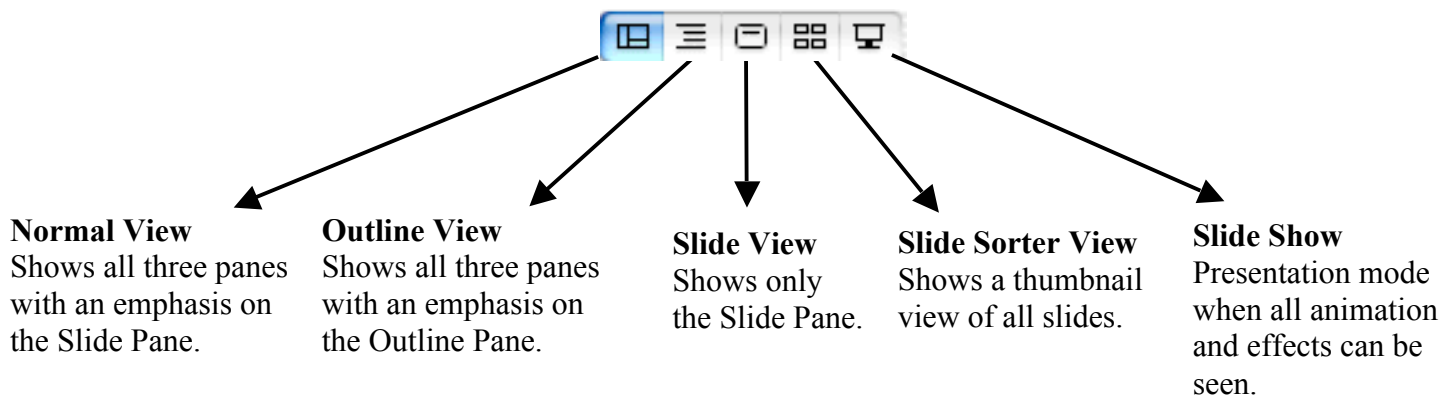 Normal View
Shows all three panes
with an emphasis on
the Slide Pane.
Outline View
Shows all three panes
with an emphasis on
the Outline Pane.
Slide View
Shows only
the Slide Pane.
Slide Sorter View
Shows a thumbnail
view of all slides.
Slide Show
Presentation mode
when all animation
and effects can be
seen.